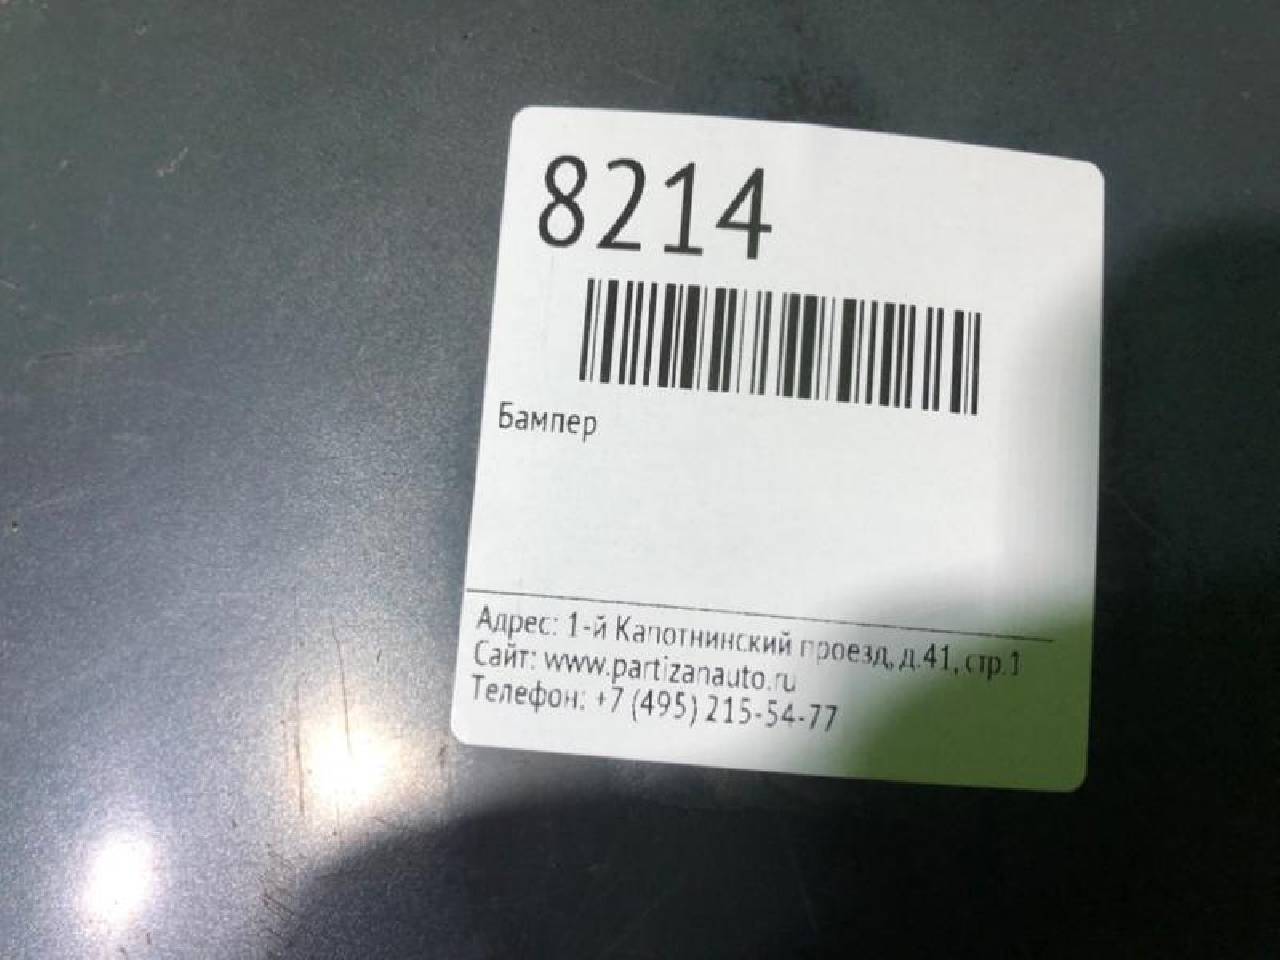 8214
Бампер
Адрес: 1-й Капотнинский проезд, д.41, стр.1
Сайт: www.partizanauto.ru
Телефон: +7 (495) 215-54-77